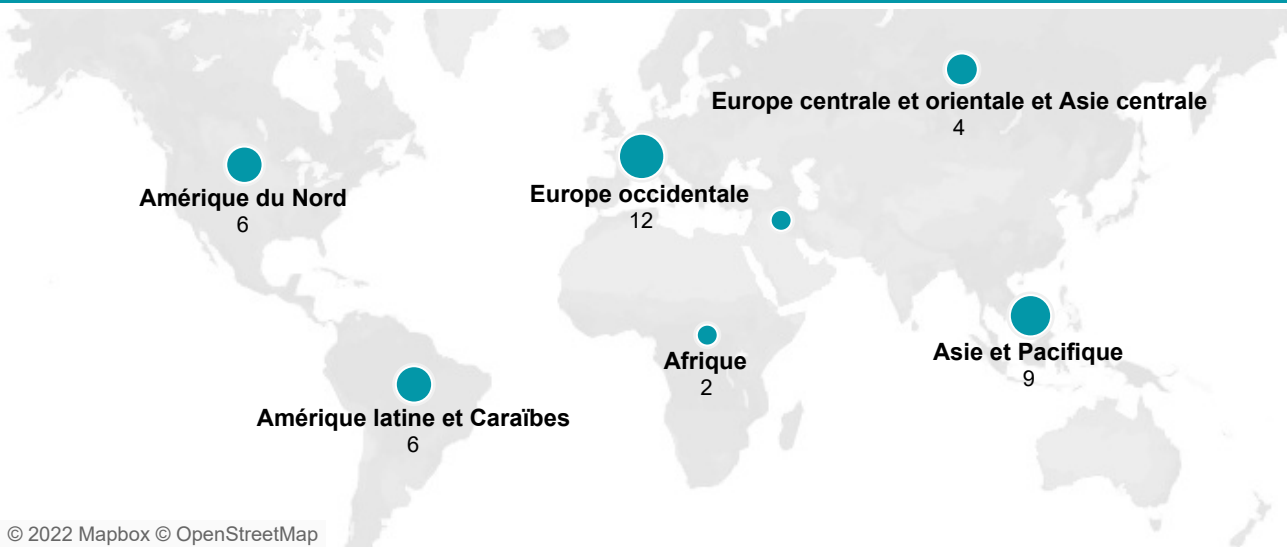 Europe centrale et orientale et Asie centrale
4
Amérique du Nord
6
Europe occidentale
12
Asie et Pacifique
9
Afrique
2
Amérique latine et Caraïbes
6
© 2022 Mapbox © OpenStreetMap